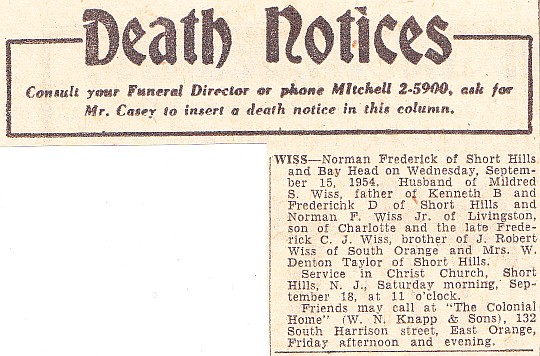 Death Notices
Consult your Funeral Director or phone MItchell 2-5900, ask for
Mr. Casey to insert a death notice in this column.
WISS—Norman Frederick of Short Hills
and Bay Head on Wednesday, Septem-
ber 15, 1954. Husband of Mildred
S. Wiss, father of Kenneth B and
Frederichk D of Short Hills and
Norman F. Wiss Jr. of Livingston,
son of Charlotte and the late Frede-
rick C. J. Wiss, brother of J. Robert
Wiss of South Orange and Mrs. W.
Denton Taylor of Short Hills.
Service in Christ Church, Short
Hills, N. J., Saturday morning, Sep-
tember 18, at 11 o'clock.
Friends may call at "The Colonial
Home" (W. N. Knapp & Sons), 132
South Harrison street, East Orange,
Friday afternoon and evening.